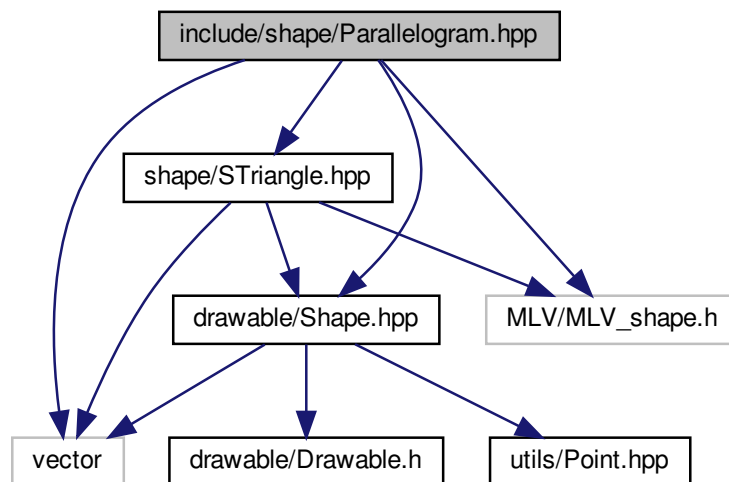 include/shape/Parallelogram.hpp
shape/STriangle.hpp
drawable/Shape.hpp
MLV/MLV_shape.h
vector
drawable/Drawable.h
utils/Point.hpp